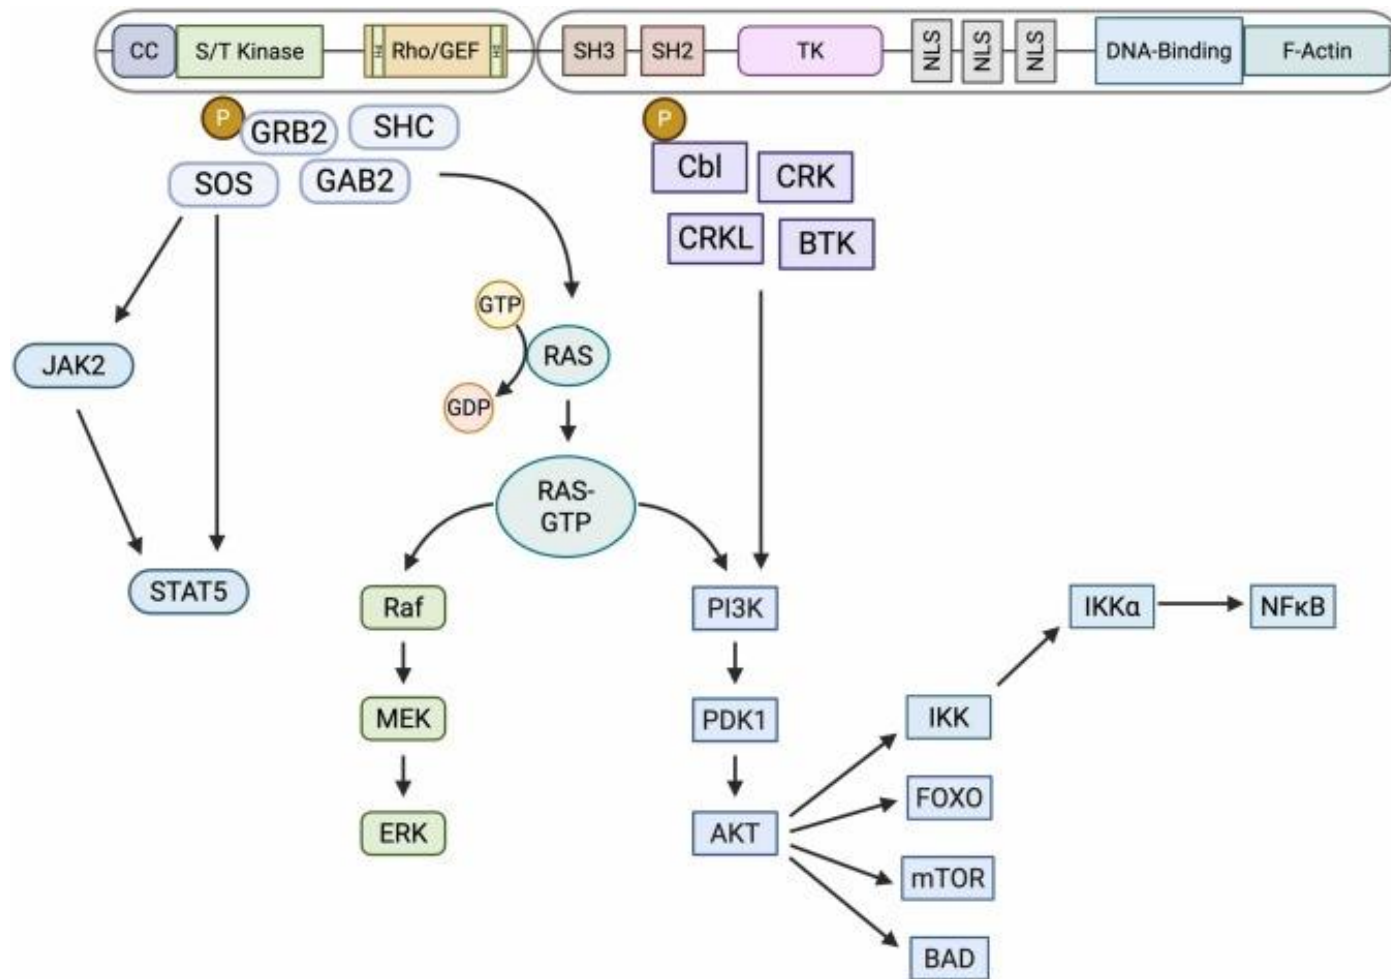 CC
S/T Kinase
Rho/GEF
SH3
SH2
TK
NLS
NLS
NLS
DNA-Binding
F-Actin
P
GRB2
SHC
SOS
GAB2
P
Cbl
CRK
CRKL
BTK
GTP
RAS
GDP
JAK2
RAS-
GTP
STAT5
Raf
PI3K
IKKα
NFκB
MEK
PDK1
IKK
FOXO
ERK
AKT
mTOR
BAD